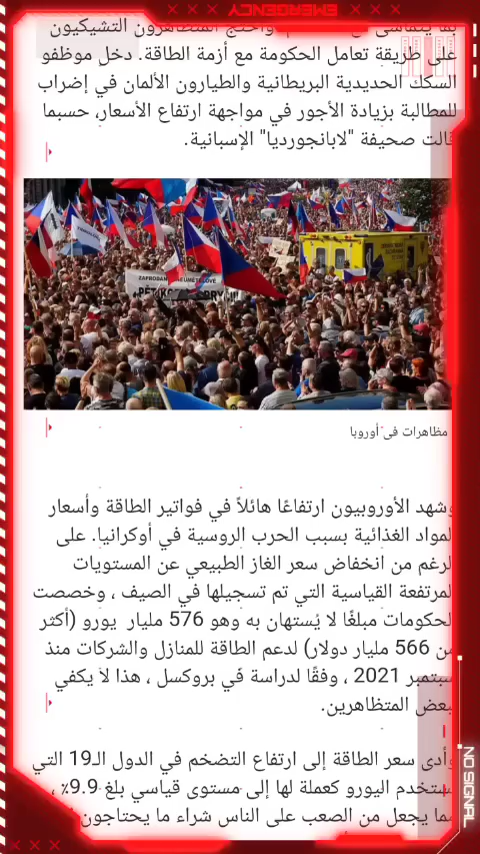 EMERGENCY
على طريقة تعامل الحكومة مع أزمة الطاقة. دخل موظفو
السكك الحديدية البريطانية والطيارون الألمان في إضراب
للمطالبة بزيادة الأجور في مواجهة ارتفاع الأسعار، حسبما
قالت صحيفة "لابانجورديا" الإسبانية.
مظاهرات فى أوروبا
وشهد الأوروبيون ارتفاعًا هائلاً في فواتير الطاقة وأسعار
المواد الغذائية بسبب الحرب الروسية في أوكرانيا. على
الرغم من انخفاض سعر الغاز الطبيعي عن المستويات
المرتفعة القياسية التي تم تسجيلها في الصيف ، وخصصت
الحكومات مبلغًا لا يُستهان به وهو 576 مليار يورو (أكثر
من 566 مليار دولار) لدعم الطاقة للمنازل والشركات منذ
سبتمبر 2021 ، وفقًا لدراسة في بروكسل ، هذا لا يكفي
بعض المتظاهرين.
وأدى سعر الطاقة إلى ارتفاع التضخم في الدول الـ19 التي
تستخدم اليورو كعملة لها إلى مستوى قياسي بلغ 9.9٪ ،
مما يجعل من الصعب على الناس شراء ما يحتاجون
NO SIGNAL